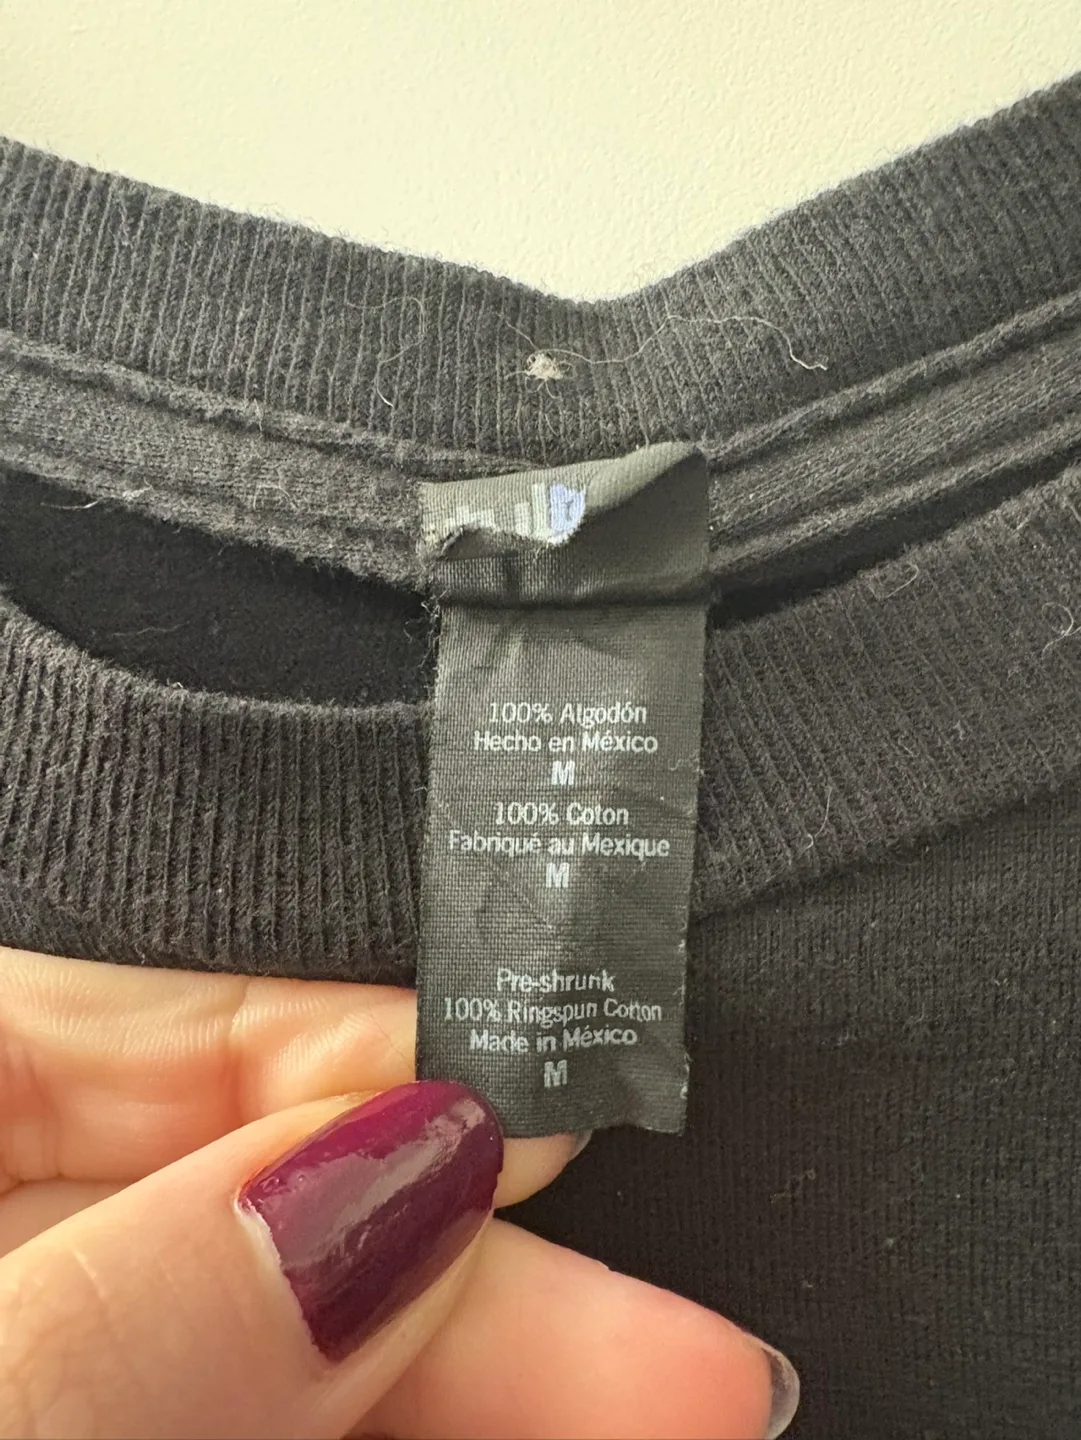 100% Algodón
Hecho en México
M
100% Coton
Fabriqué au Mexique
M
Pre-shrunk
100% Ringspun Cotton
Made in México
M